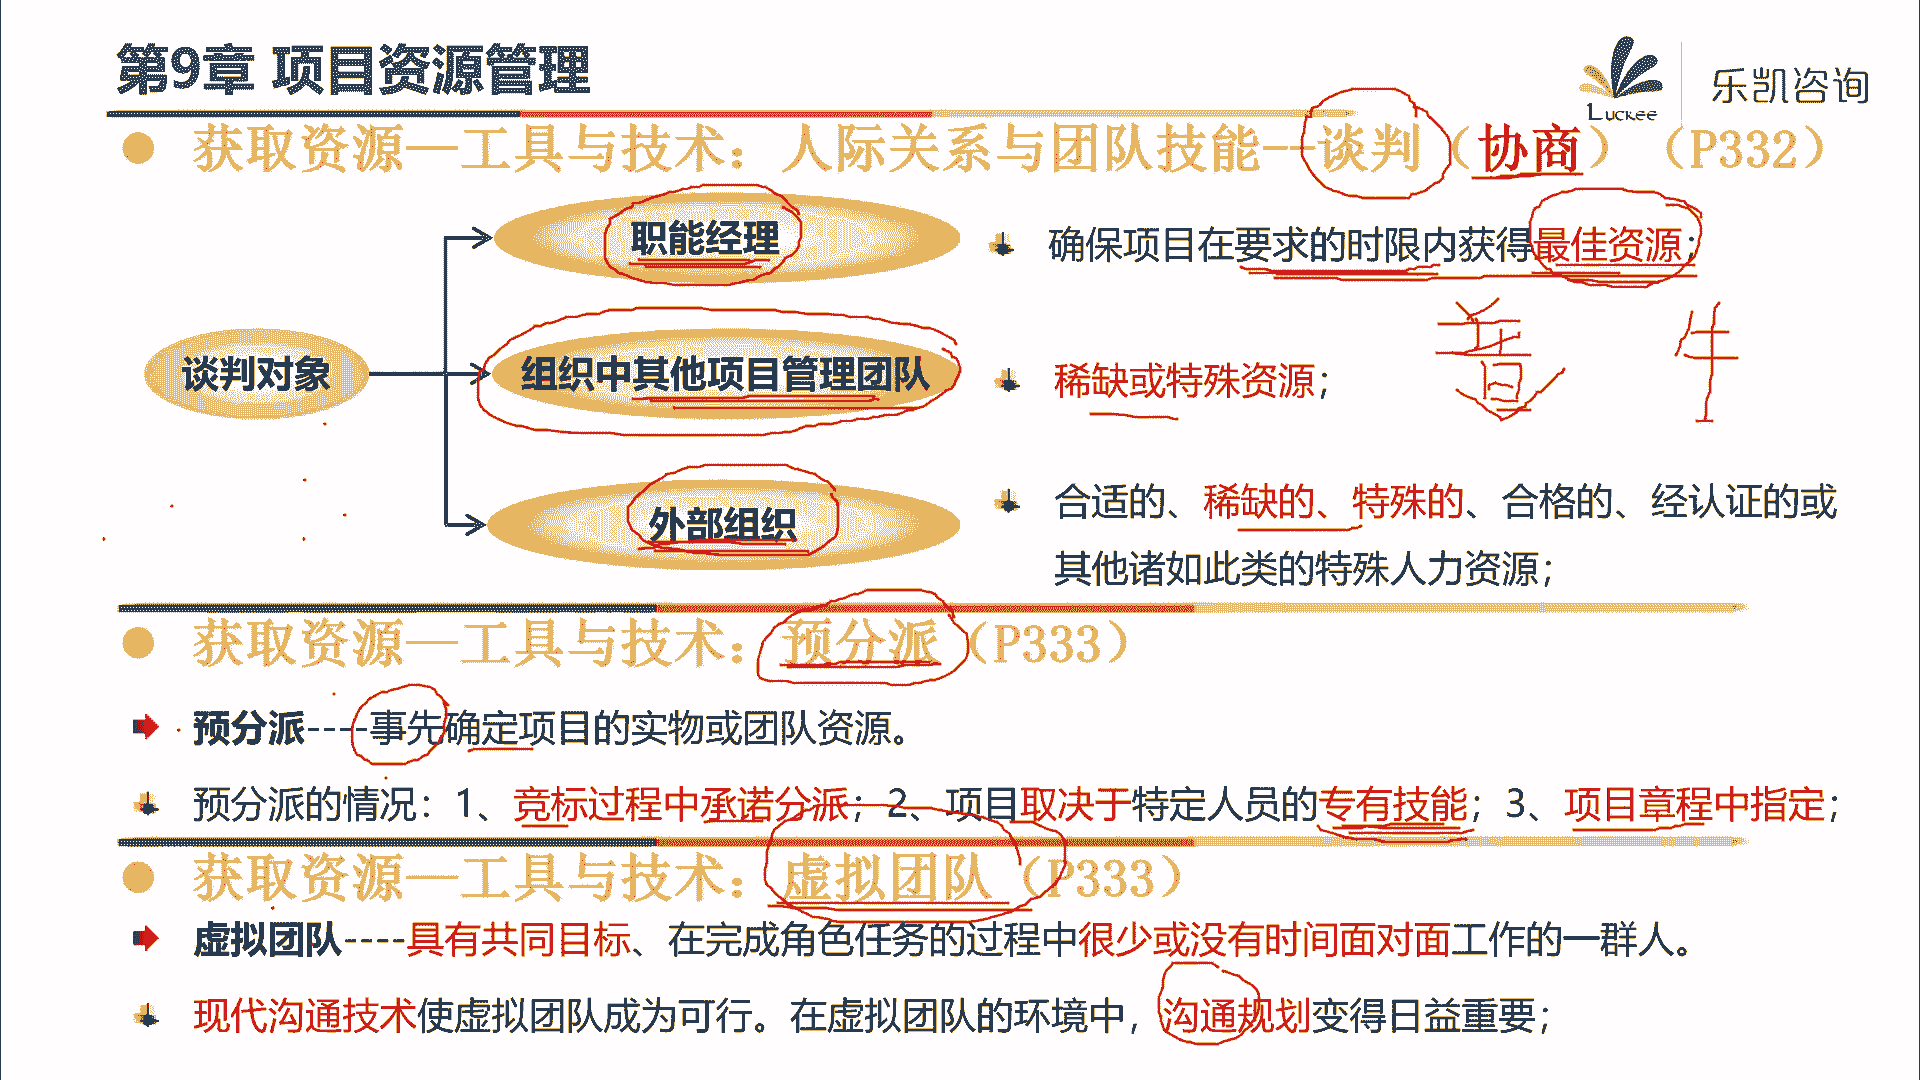 第9章 项目资源管理
Luckee
乐凯咨询
获取资源—工具与技术：人际关系与团队技能--谈判（协商）（P332）
谈判对象
职能经理
确保项目在要求的时限内获得最佳资源；
组织中其他项目管理团队
稀缺或特殊资源；
牛
外部组织
合适的、稀缺的、特殊的、合格的、经认证的或
其他诸如此类的特殊人力资源；
获取资源—工具与技术：预分派（P333）
预分派----事先确定项目的实物或团队资源。
预分派的情况：1、竞标过程中承诺分派；2、项目取决于特定人员的专有技能；3、项目章程中指定；
获取资源—工具与技术：虚拟团队（P333）
虚拟团队----具有共同目标、在完成角色任务的过程中很少或没有时间面对面工作的一群人。
现代沟通技术使虚拟团队成为可行。在虚拟团队的环境中，沟通规划变得日益重要；